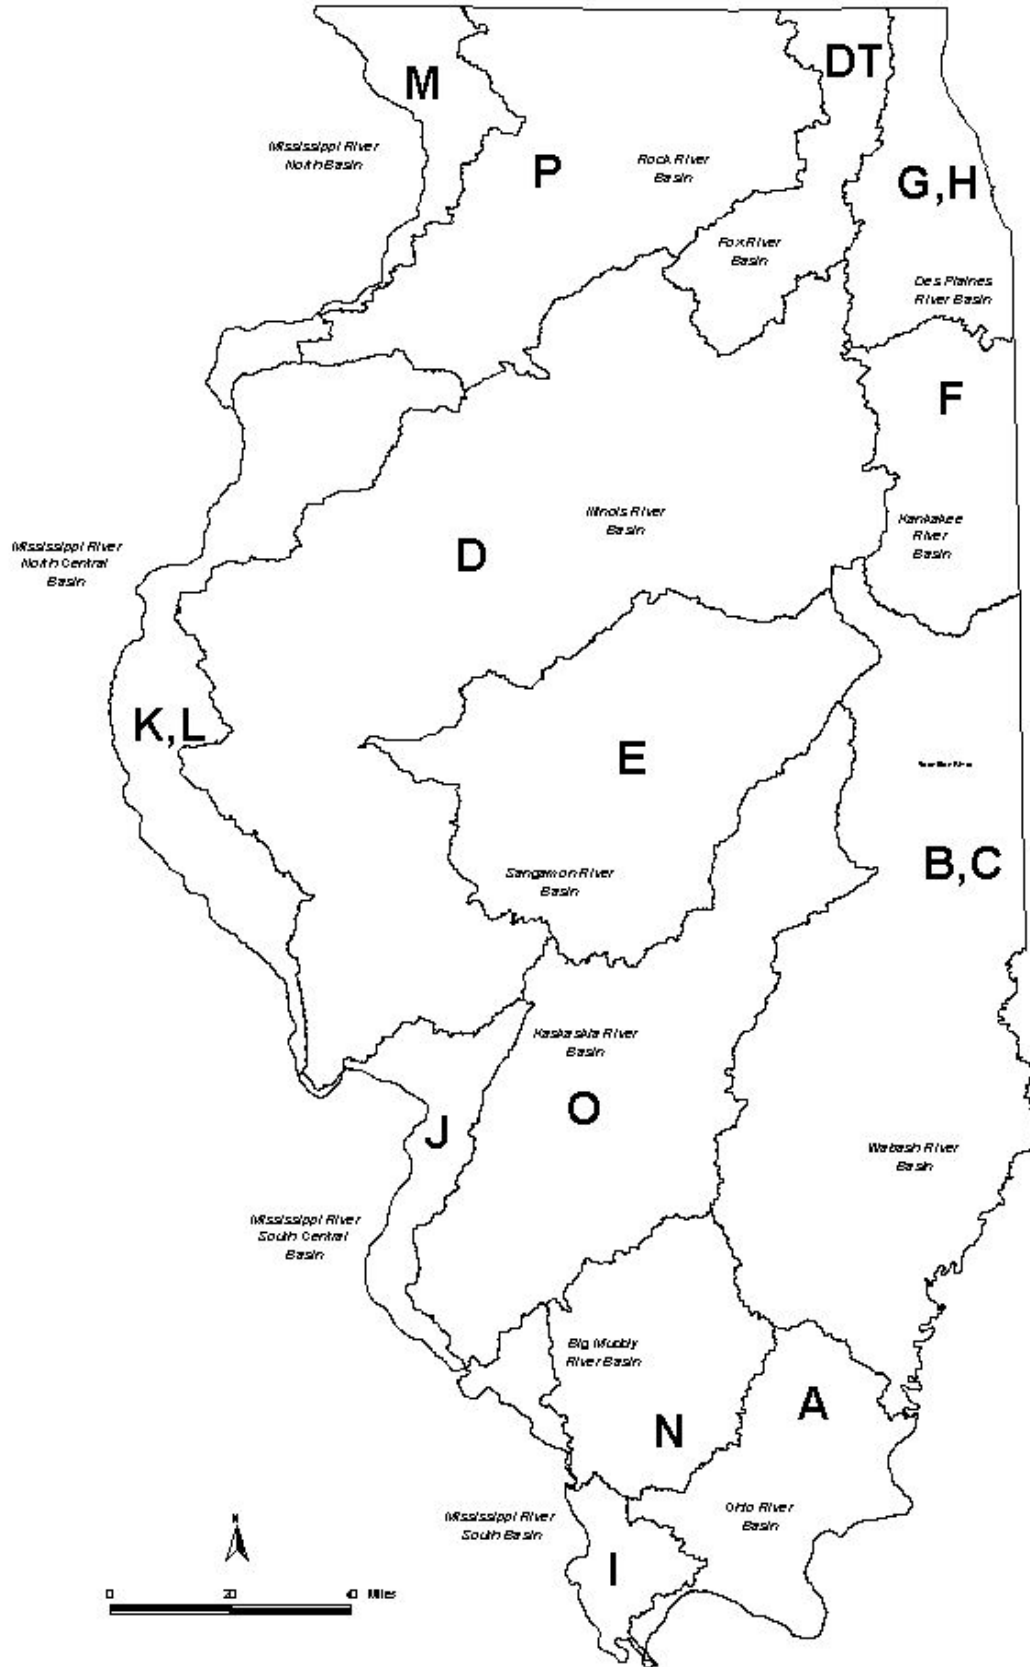 M
DT
Mississippi River
North Basin
P
Rock River
Basin
G,H
Fox River
Basin
Des Plaines
River Basin
F
Illinois River
Basin
Kankakee
River
Basin
Mississippi River
North Central
Basin
D
K,L
E
B,C
Sangamon River
Basin
Kaskaskia River
Basin
O
J
Wabash River
Basin
Mississippi River
South Central
Basin
Big Muddy
River Basin
A
N
Ohio River
Basin
Mississippi River
South Basin
N
I
0 20 40 Miles